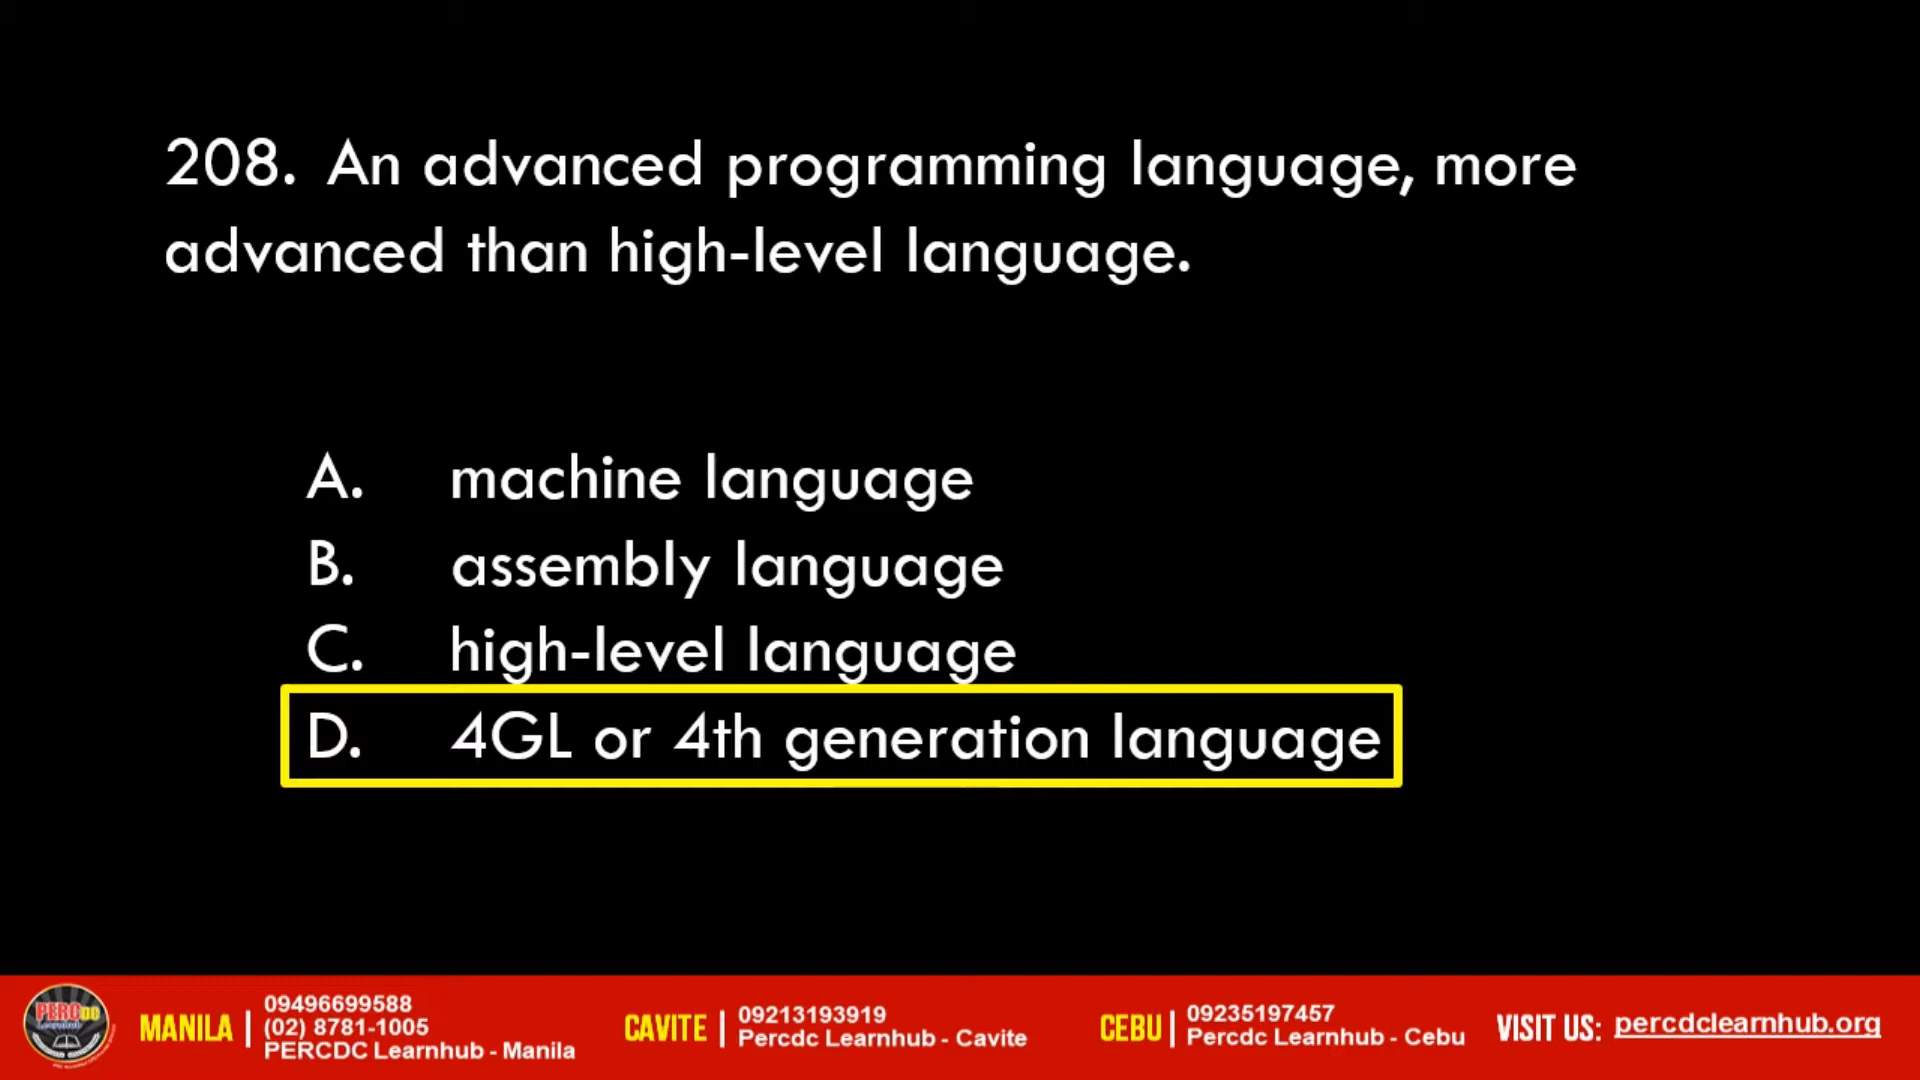 208. An advanced programming language, more
advanced than high-level language.
A. machine language
B. assembly language
C. high-level language
D. 4GL or 4th generation language
PERCDC
Learnhub
MANILA | 09496699588
(02) 8781-1005
PERCDC Learnhub - Manila
CAVITE | 09213193919
Percdc Learnhub - Cavite
CEBU | 09235197457
Percdc Learnhub - Cebu
VISIT US: percdclearnhub.org